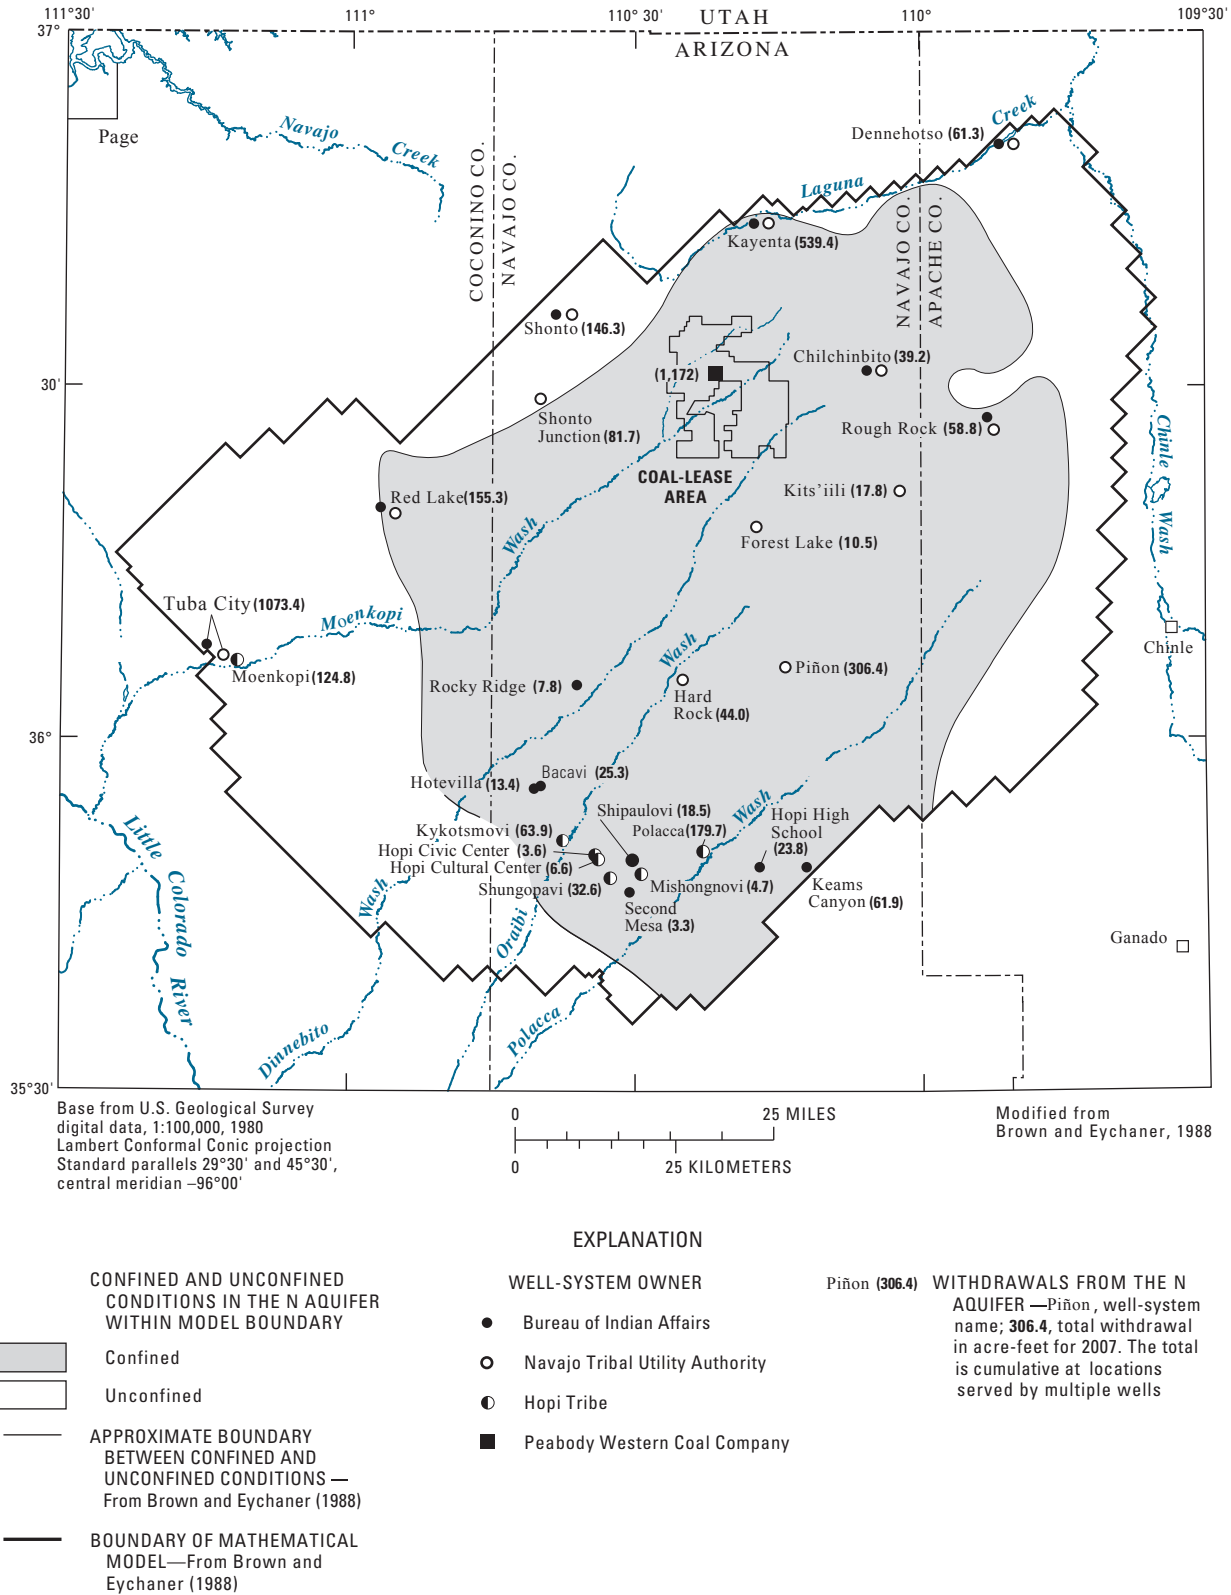 111°30'
111°
110°30'
110°
109°30'
37°
UTAH
ARIZONA
Page
Navajo
Creek
COCONINO CO.
NAVAJO CO.
Creek
Dennehotso (61.3)
Laguna
Kayenta (539.4)
NAVAJO CO.
APACHE CO.
Shonto (146.3)
Chilchinbito (39.2)
(1,172)
30'
Shonto
Junction (81.7)
Rough Rock (58.8)
Chinle Wash
COAL-LEASE
AREA
Kits'iili (17.8)
Red Lake (155.3)
Wash
Forest Lake (10.5)
Tuba City (1073.4)
Moenkopi
Wash
Chinle
Moenkopi (124.8)
Rocky Ridge (7.8)
Piñon (306.4)
Hard
Rock (44.0)
36°
Hotevilla (13.4)
Bacavi (25.3)
Wash
Shipaulovi (18.5)
Hopi High
School
(23.8)
Kykotsmovi (63.9)
Polacca (179.7)
Hopi Civic Center (3.6)
Hopi Cultural Center (6.6)
Shungopavi (32.6)
Mishongnovi (4.7)
Keams
Canyon (61.9)
Second
Mesa (3.3)
Little Colorado River
Wash
Oraibi
Ganado
Dinnebito
Polacca
35°30'
Base from U.S. Geological Survey
digital data, 1:100,000, 1980
Lambert Conformal Conic projection
Standard parallels 29°30' and 45°30',
central meridian –96°00'
0 25 MILES
0 25 KILOMETERS
Modified from
Brown and Eychaner, 1988
EXPLANATION
CONFINED AND UNCONFINED
CONDITIONS IN THE N AQUIFER
WITHIN MODEL BOUNDARY
Confined
Unconfined
APPROXIMATE BOUNDARY
BETWEEN CONFINED AND
UNCONFINED CONDITIONS —
From Brown and Eychaner (1988)
BOUNDARY OF MATHEMATICAL
MODEL—From Brown and
Eychaner (1988)
WELL-SYSTEM OWNER
Bureau of Indian Affairs
Navajo Tribal Utility Authority
Hopi Tribe
Peabody Western Coal Company
Piñon (306.4) WITHDRAWALS FROM THE N
AQUIFER —Piñon, well-system
name; 306.4, total withdrawal
in acre-feet for 2007. The total
is cumulative at locations
served by multiple wells